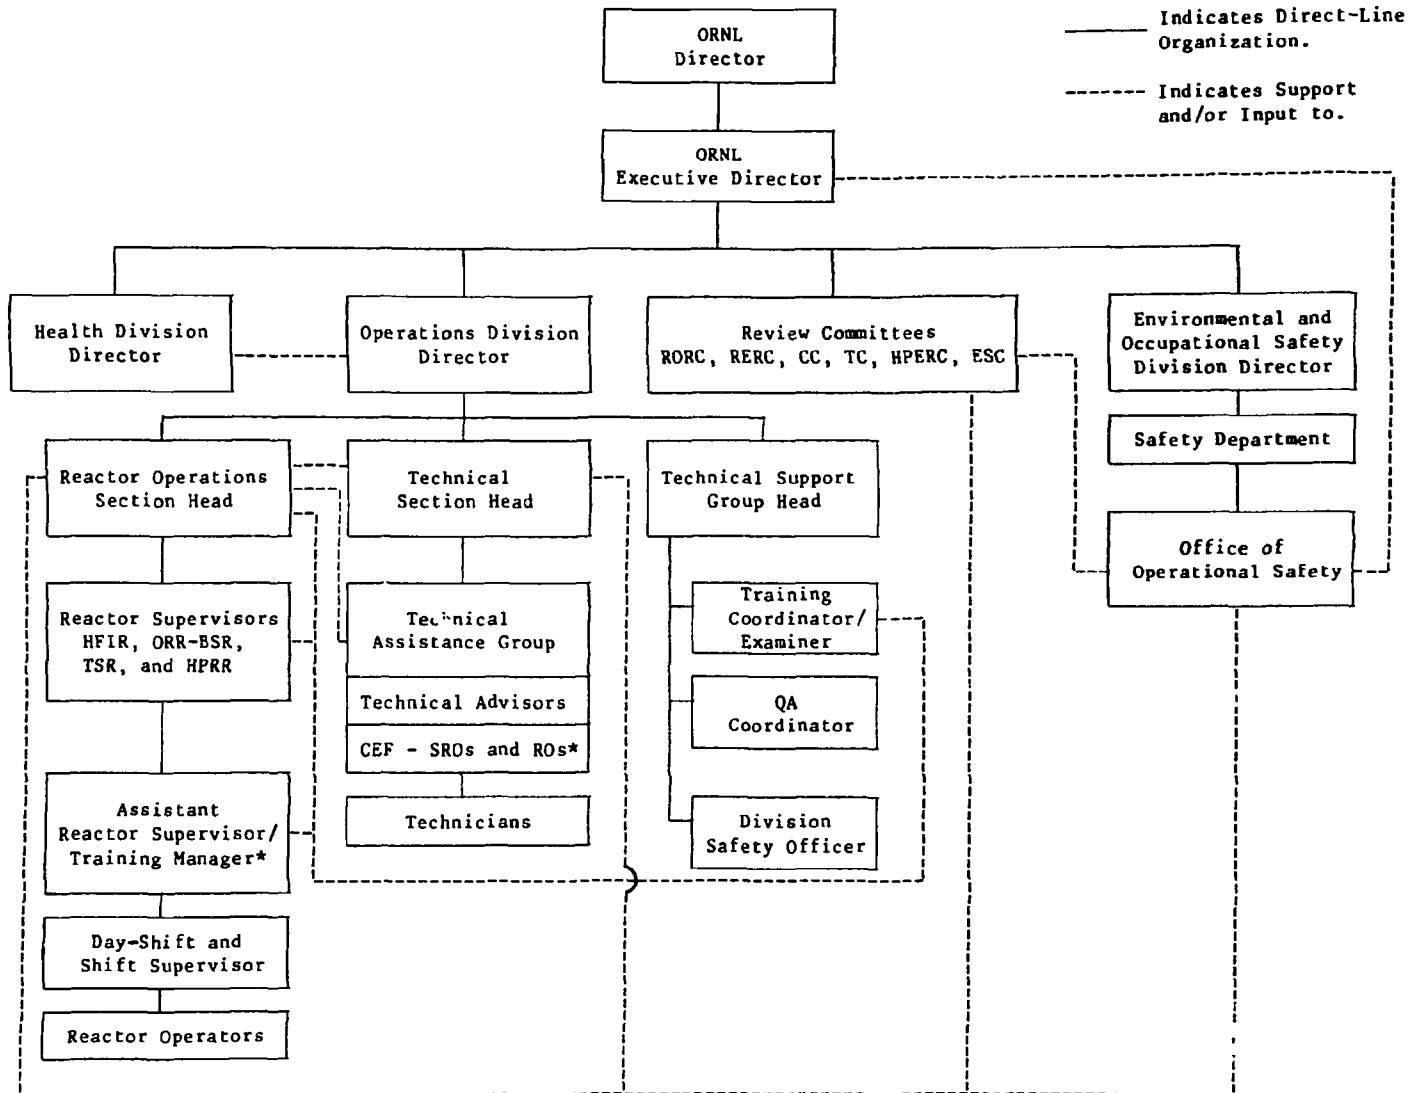 ORNL
Director
Indicates Direct-Line
Organization.
Indicates Support
and/or Input to.
ORNL
Executive Director
Health Division
Director
Operations Division
Director
Review Committees
RORC, RERC, CC, TC, HPERC, ESC
Environmental and
Occupational Safety
Division Director
Safety Department
Office of
Operational Safety
Reactor Operations
Section Head
Technical
Section Head
Technical Support
Group Head
Reactor Supervisors
HFIR, ORR-BSR,
TSR, and HPRR
Technical
Assistance Group
Technical Advisors
CEF - SROs and ROs*
Technicians
Training
Coordinator/
Examiner
QA
Coordinator
Division
Safety Officer
Assistant
Reactor Supervisor/
Training Manager*
Day-Shift and
Shift Supervisor
Reactor Operators